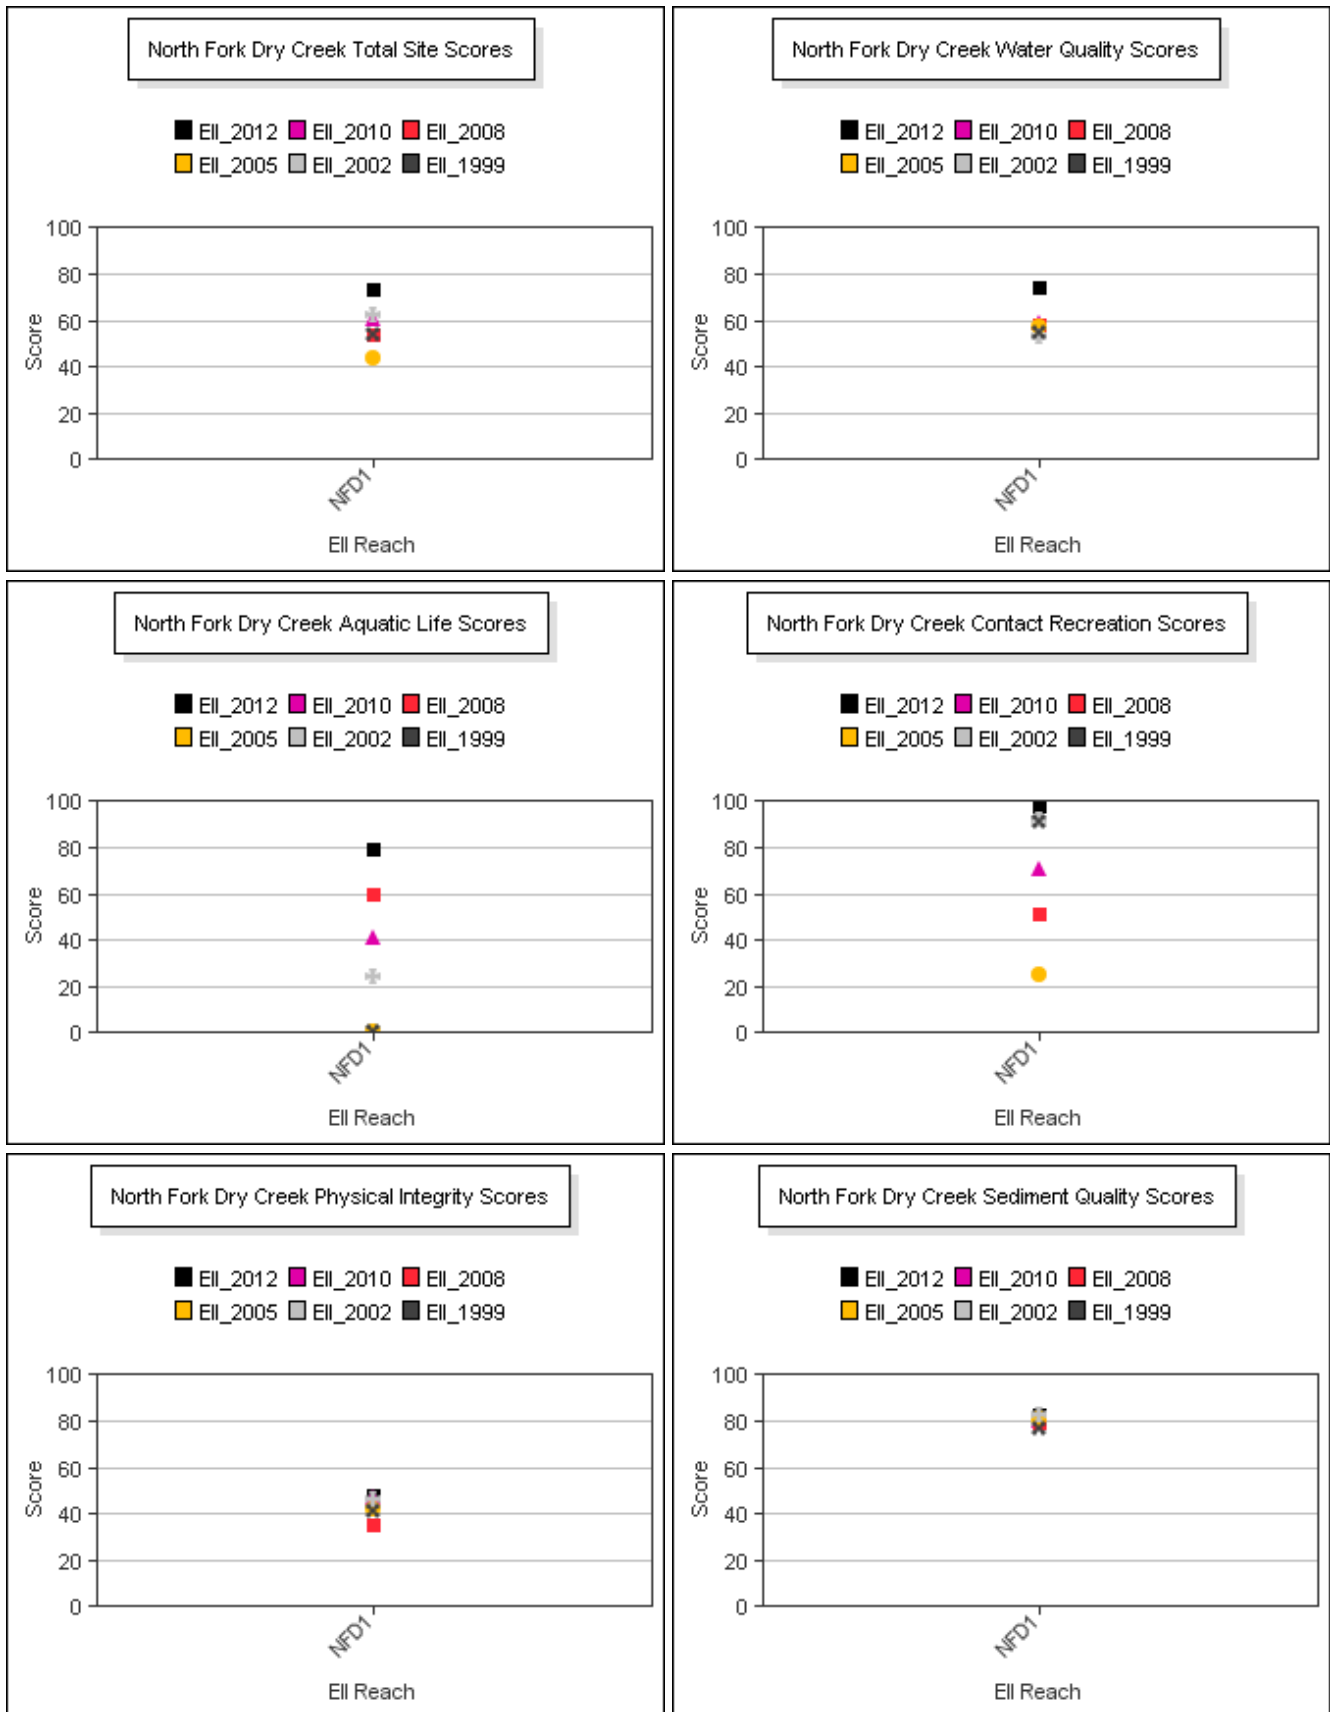 North Fork Dry Creek Total Site Scores
EII_2012 EII_2010 EII_2008
EII_2005 EII_2002 EII_1999
100
80
60
40
20
0
Score
NFD1
EII Reach
North Fork Dry Creek Water Quality Scores
EII_2012 EII_2010 EII_2008
EII_2005 EII_2002 EII_1999
100
80
60
40
20
0
Score
NFD1
EII Reach
North Fork Dry Creek Aquatic Life Scores
EII_2012 EII_2010 EII_2008
EII_2005 EII_2002 EII_1999
100
80
60
40
20
0
Score
NFD1
EII Reach
North Fork Dry Creek Contact Recreation Scores
EII_2012 EII_2010 EII_2008
EII_2005 EII_2002 EII_1999
100
80
60
40
20
0
Score
NFD1
EII Reach
North Fork Dry Creek Physical Integrity Scores
EII_2012 EII_2010 EII_2008
EII_2005 EII_2002 EII_1999
100
80
60
40
20
0
Score
NFD1
EII Reach
North Fork Dry Creek Sediment Quality Scores
EII_2012 EII_2010 EII_2008
EII_2005 EII_2002 EII_1999
100
80
60
40
20
0
Score
NFD1
EII Reach